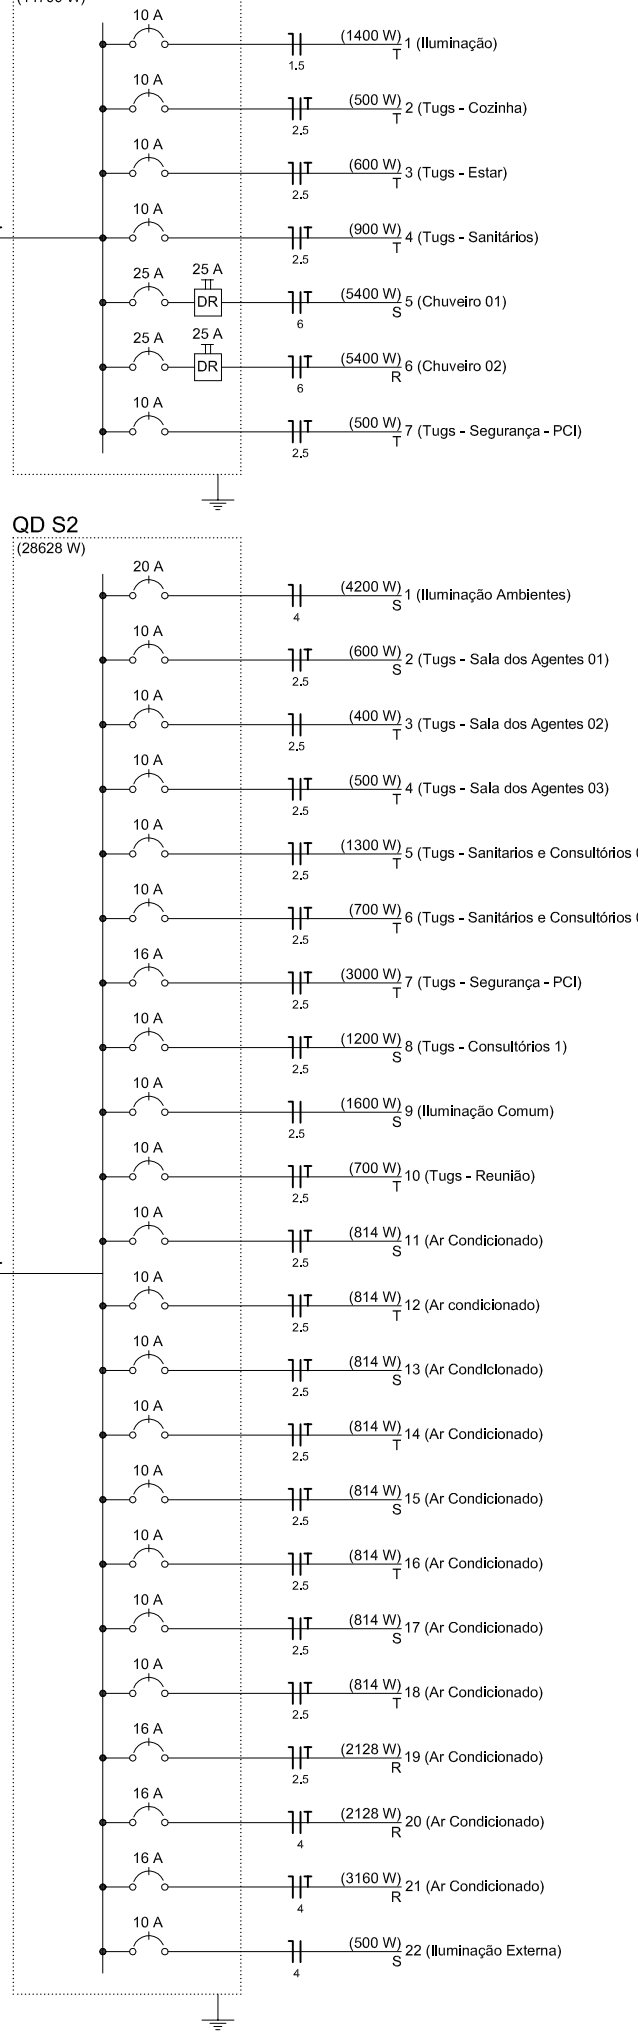 10 A
(1400 W) 1 (Iluminação)
1.5 T
10 A
(500 W) 2 (Tugs - Cozinha)
T
2.5 T
10 A
(600 W) 3 (Tugs - Estar)
T
2.5 T
10 A
(900 W) 4 (Tugs - Sanitários)
T
2.5 T
25 A 25 A
DR (5400 W) 5 (Chuveiro 01)
T
6 S
25 A 25 A
DR (5400 W) 6 (Chuveiro 02)
T
6 R
10 A
(500 W) 7 (Tugs - Segurança - PCI)
T
2.5 T
QD S2
(28628 W)
20 A
(4200 W) 1 (Iluminação Ambientes)
4 S
10 A
(600 W) 2 (Tugs - Sala dos Agentes 01)
T
2.5 S
10 A
(400 W) 3 (Tugs - Sala dos Agentes 02)
2.5 T
10 A
(500 W) 4 (Tugs - Sala dos Agentes 03)
T
2.5 T
10 A
(1300 W) 5 (Tugs - Sanitarios e Consultórios
T
2.5 T
10 A
(700 W) 6 (Tugs - Sanitários e Consultórios
T
2.5 T
16 A
(3000 W) 7 (Tugs - Segurança - PCI)
T
2.5 T
10 A
(1200 W) 8 (Tugs - Consultórios 1)
T
2.5 S
10 A
(1600 W) 9 (Iluminação Comum)
2.5 S
10 A
(700 W) 10 (Tugs - Reunião)
T
2.5 T
10 A
(814 W) 11 (Ar Condicionado)
T
2.5 S
10 A
(814 W) 12 (Ar condicionado)
T
2.5 T
10 A
(814 W) 13 (Ar Condicionado)
T
2.5 S
10 A
(814 W) 14 (Ar Condicionado)
T
2.5 T
10 A
(814 W) 15 (Ar Condicionado)
T
2.5 S
10 A
(814 W) 16 (Ar Condicionado)
T
2.5 T
10 A
(814 W) 17 (Ar Condicionado)
T
2.5 S
10 A
(814 W) 18 (Ar Condicionado)
T
2.5 T
16 A
(2128 W) 19 (Ar Condicionado)
T
2.5 R
16 A
(2128 W) 20 (Ar Condicionado)
T
4 R
16 A
(3160 W) 21 (Ar Condicionado)
T
4 R
10 A
(500 W) 22 (Iluminação Externa)
4 S